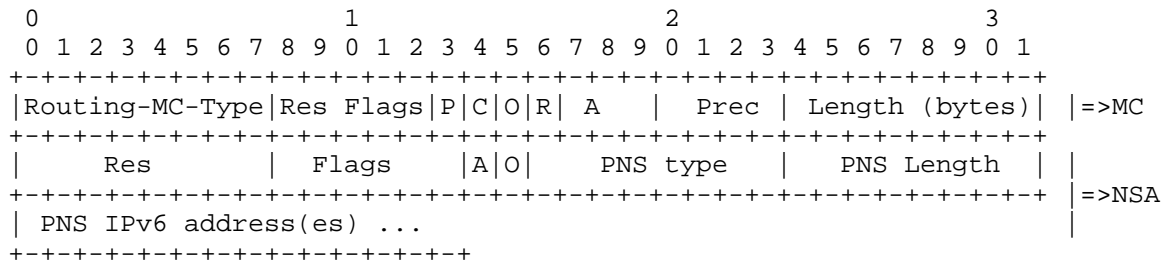 0                   1                   2                   3
 0 1 2 3 4 5 6 7 8 9 0 1 2 3 4 5 6 7 8 9 0 1 2 3 4 5 6 7 8 9 0 1
+-+-+-+-+-+-+-+-+-+-+-+-+-+-+-+-+-+-+-+-+-+-+-+-+-+-+-+-+-+-+-+-+
|Routing-MC-Type|Res Flags|P|C|O|R| A   |  Prec | Length (bytes)| |=>MC
+-+-+-+-+-+-+-+-+-+-+-+-+-+-+-+-+-+-+-+-+-+-+-+-+-+-+-+-+-+-+-+-+
|     Res       |  Flags    |A|O|    PNS type   |   PNS Length  | |
+-+-+-+-+-+-+-+-+-+-+-+-+-+-+-+-+-+-+-+-+-+-+-+-+-+-+-+-+-+-+-+-+ |=>NSA
| PNS IPv6 address(es) ...                                        |
+-+-+-+-+-+-+-+-+-+-+-+-+-+-+